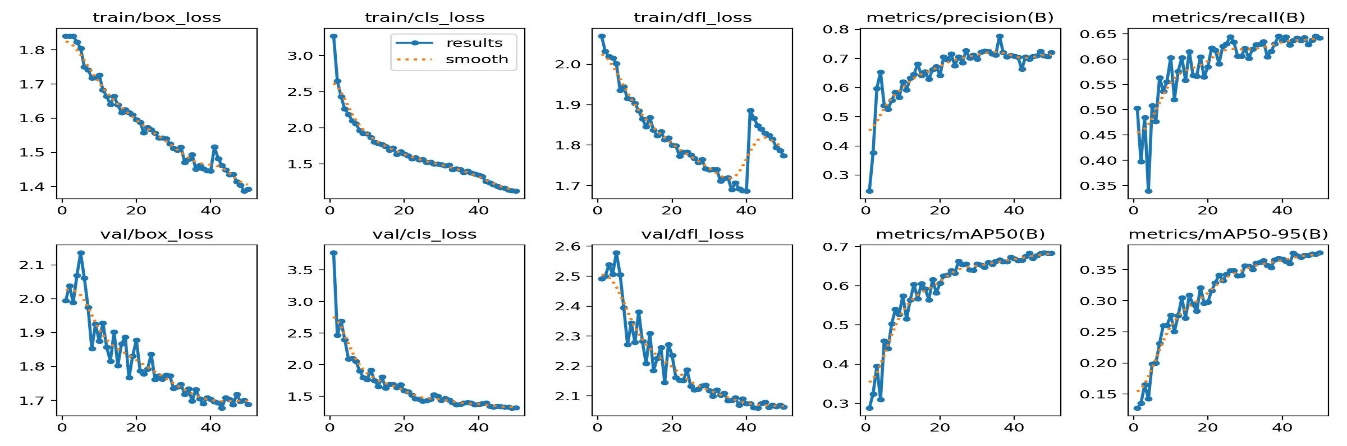 train/box_loss
train/cls_loss
train/dfl_loss
metrics/precision(B)
metrics/recall(B)
1.8
1.7
1.6
1.5
1.4
0 20 40
3.0
2.5
2.0
1.5
results
smooth
0 20 40
2.0
1.9
1.8
1.7
0 20 40
0.8
0.7
0.6
0.5
0.4
0.3
0 20 40
0.65
0.60
0.55
0.50
0.45
0.40
0.35
0 20 40
val/box_loss
val/cls_loss
val/dfl_loss
metrics/mAP50(B)
metrics/mAP50-95(B)
2.1
2.0
1.9
1.8
1.7
0 20 40
3.5
3.0
2.5
2.0
1.5
0 20 40
2.6
2.5
2.4
2.3
2.2
2.1
0 20 40
0.7
0.6
0.5
0.4
0.3
0 20 40
0.35
0.30
0.25
0.20
0.15
0 20 40